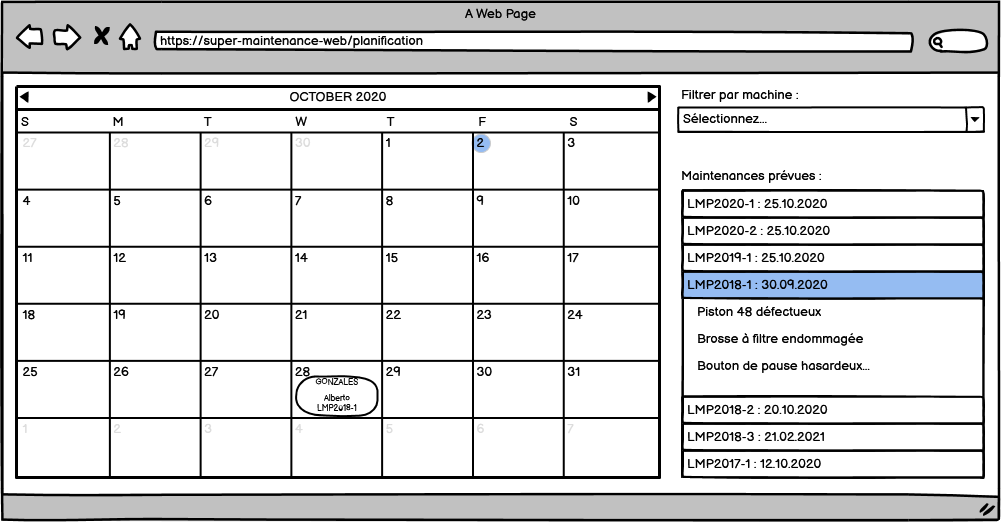 A Web Page
https://super-maintenance-web/planification
OCTOBER 2020
S M T W T F S
27 28 29 30 1 2 3
4 5 6 7 8 9 10
11 12 13 14 15 16 17
18 19 20 21 22 23 24
25 26 27 28 29 30 31
GONZALES
Alberto
LMP2018-1
1 2 3 4 5 6 7
Filtrer par machine :
Sélectionnez...
Maintenances prévues :
LMP2020-1 : 25.10.2020
LMP2020-2 : 25.10.2020
LMP2019-1 : 25.10.2020
LMP2018-1 : 30.09.2020
Piston 48 défectueux
Brosse à filtre endommagée
Bouton de pause hasardeux...
LMP2018-2 : 20.10.2020
LMP2018-3 : 21.02.2021
LMP2017-1 : 12.10.2020